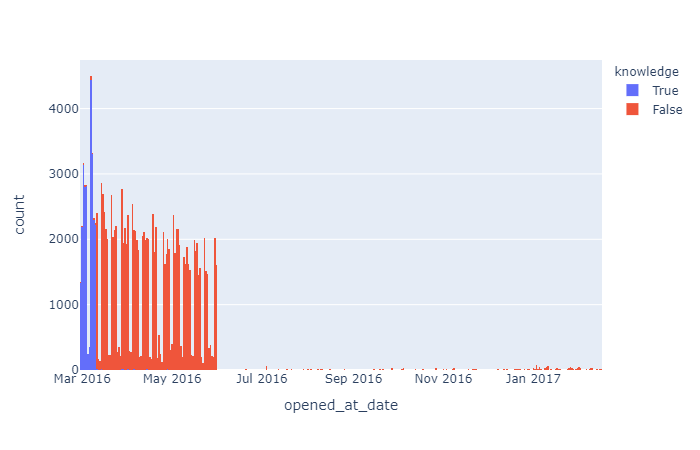 knowledge
True
False
4000
3000
2000
1000
0
count
Mar 2016
May 2016
Jul 2016
Sep 2016
Nov 2016
Jan 2017
opened_at_date